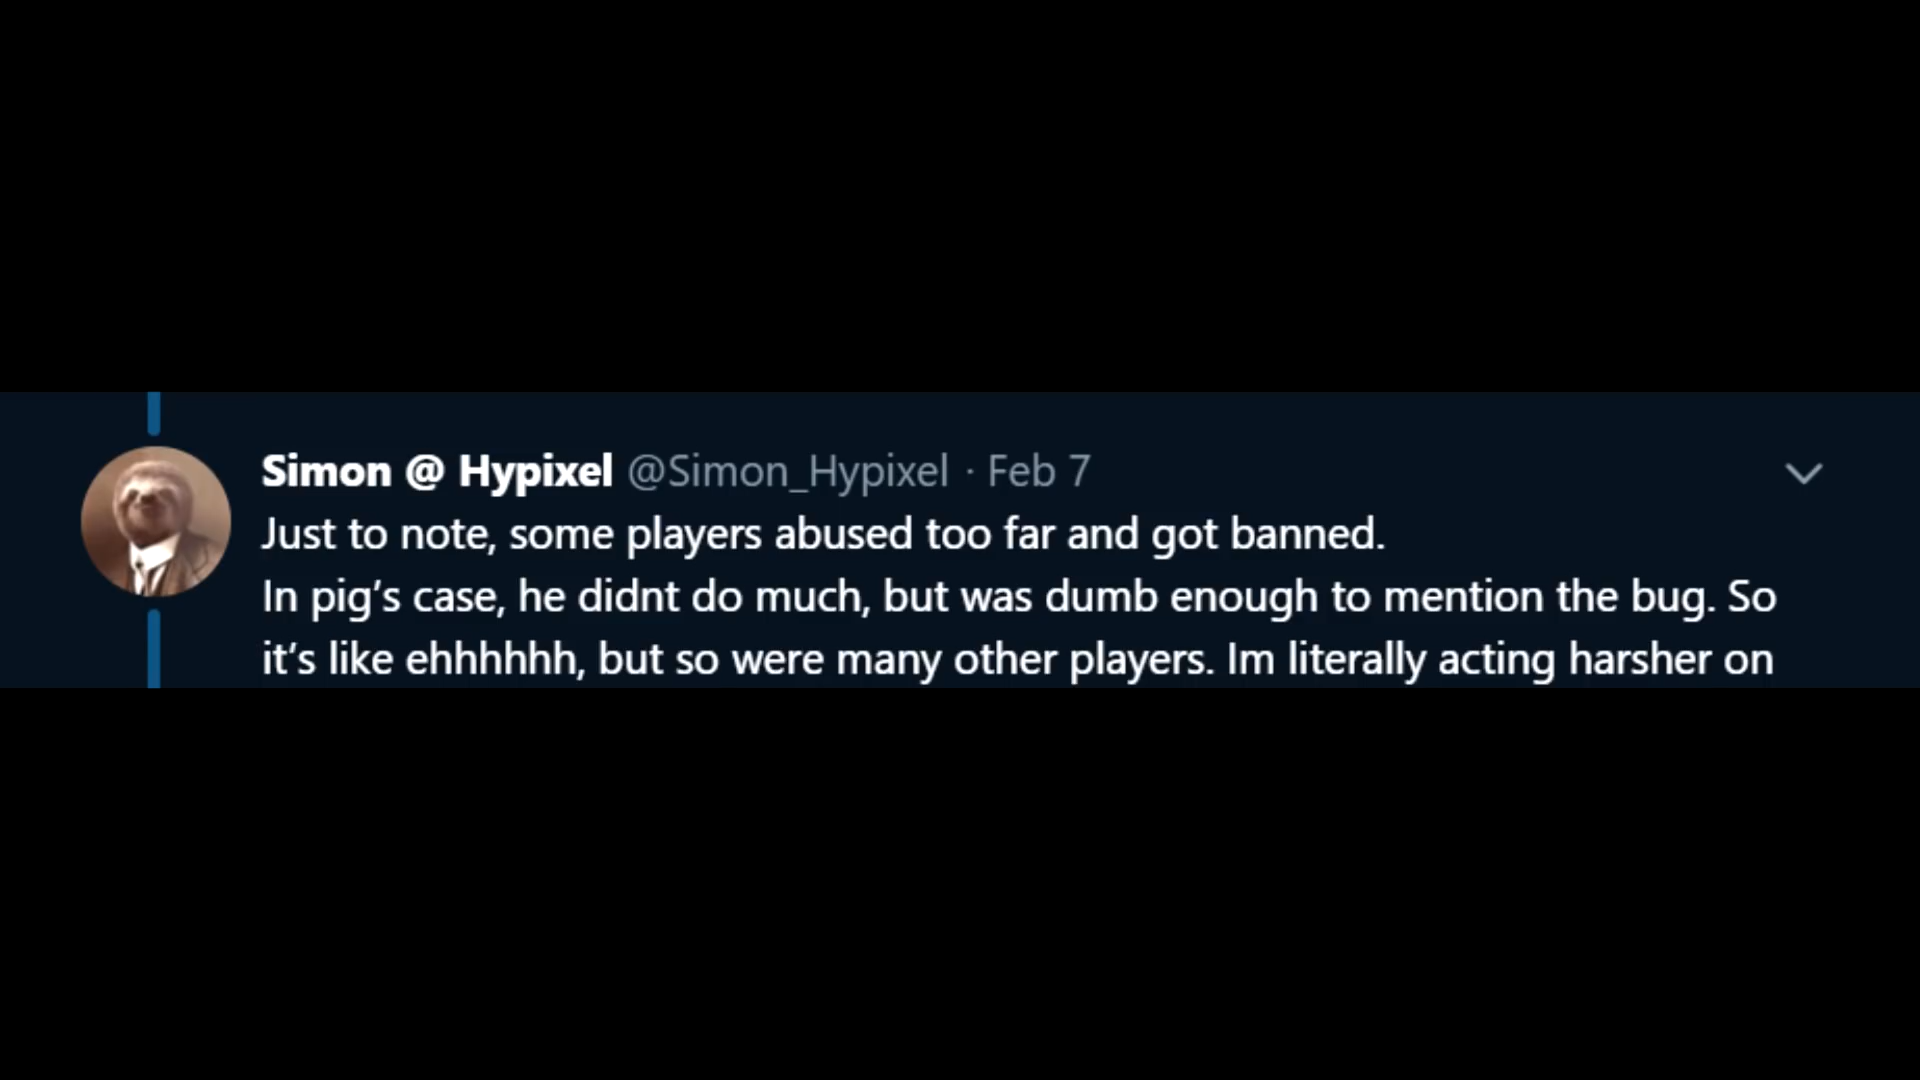 Simon @ Hypixel @Simon_Hypixel · Feb 7
Just to note, some players abused too far and got banned.
In pig’s case, he didnt do much, but was dumb enough to mention the bug. So
it’s like ehhhhhh, but so were many other players. Im literally acting harsher on